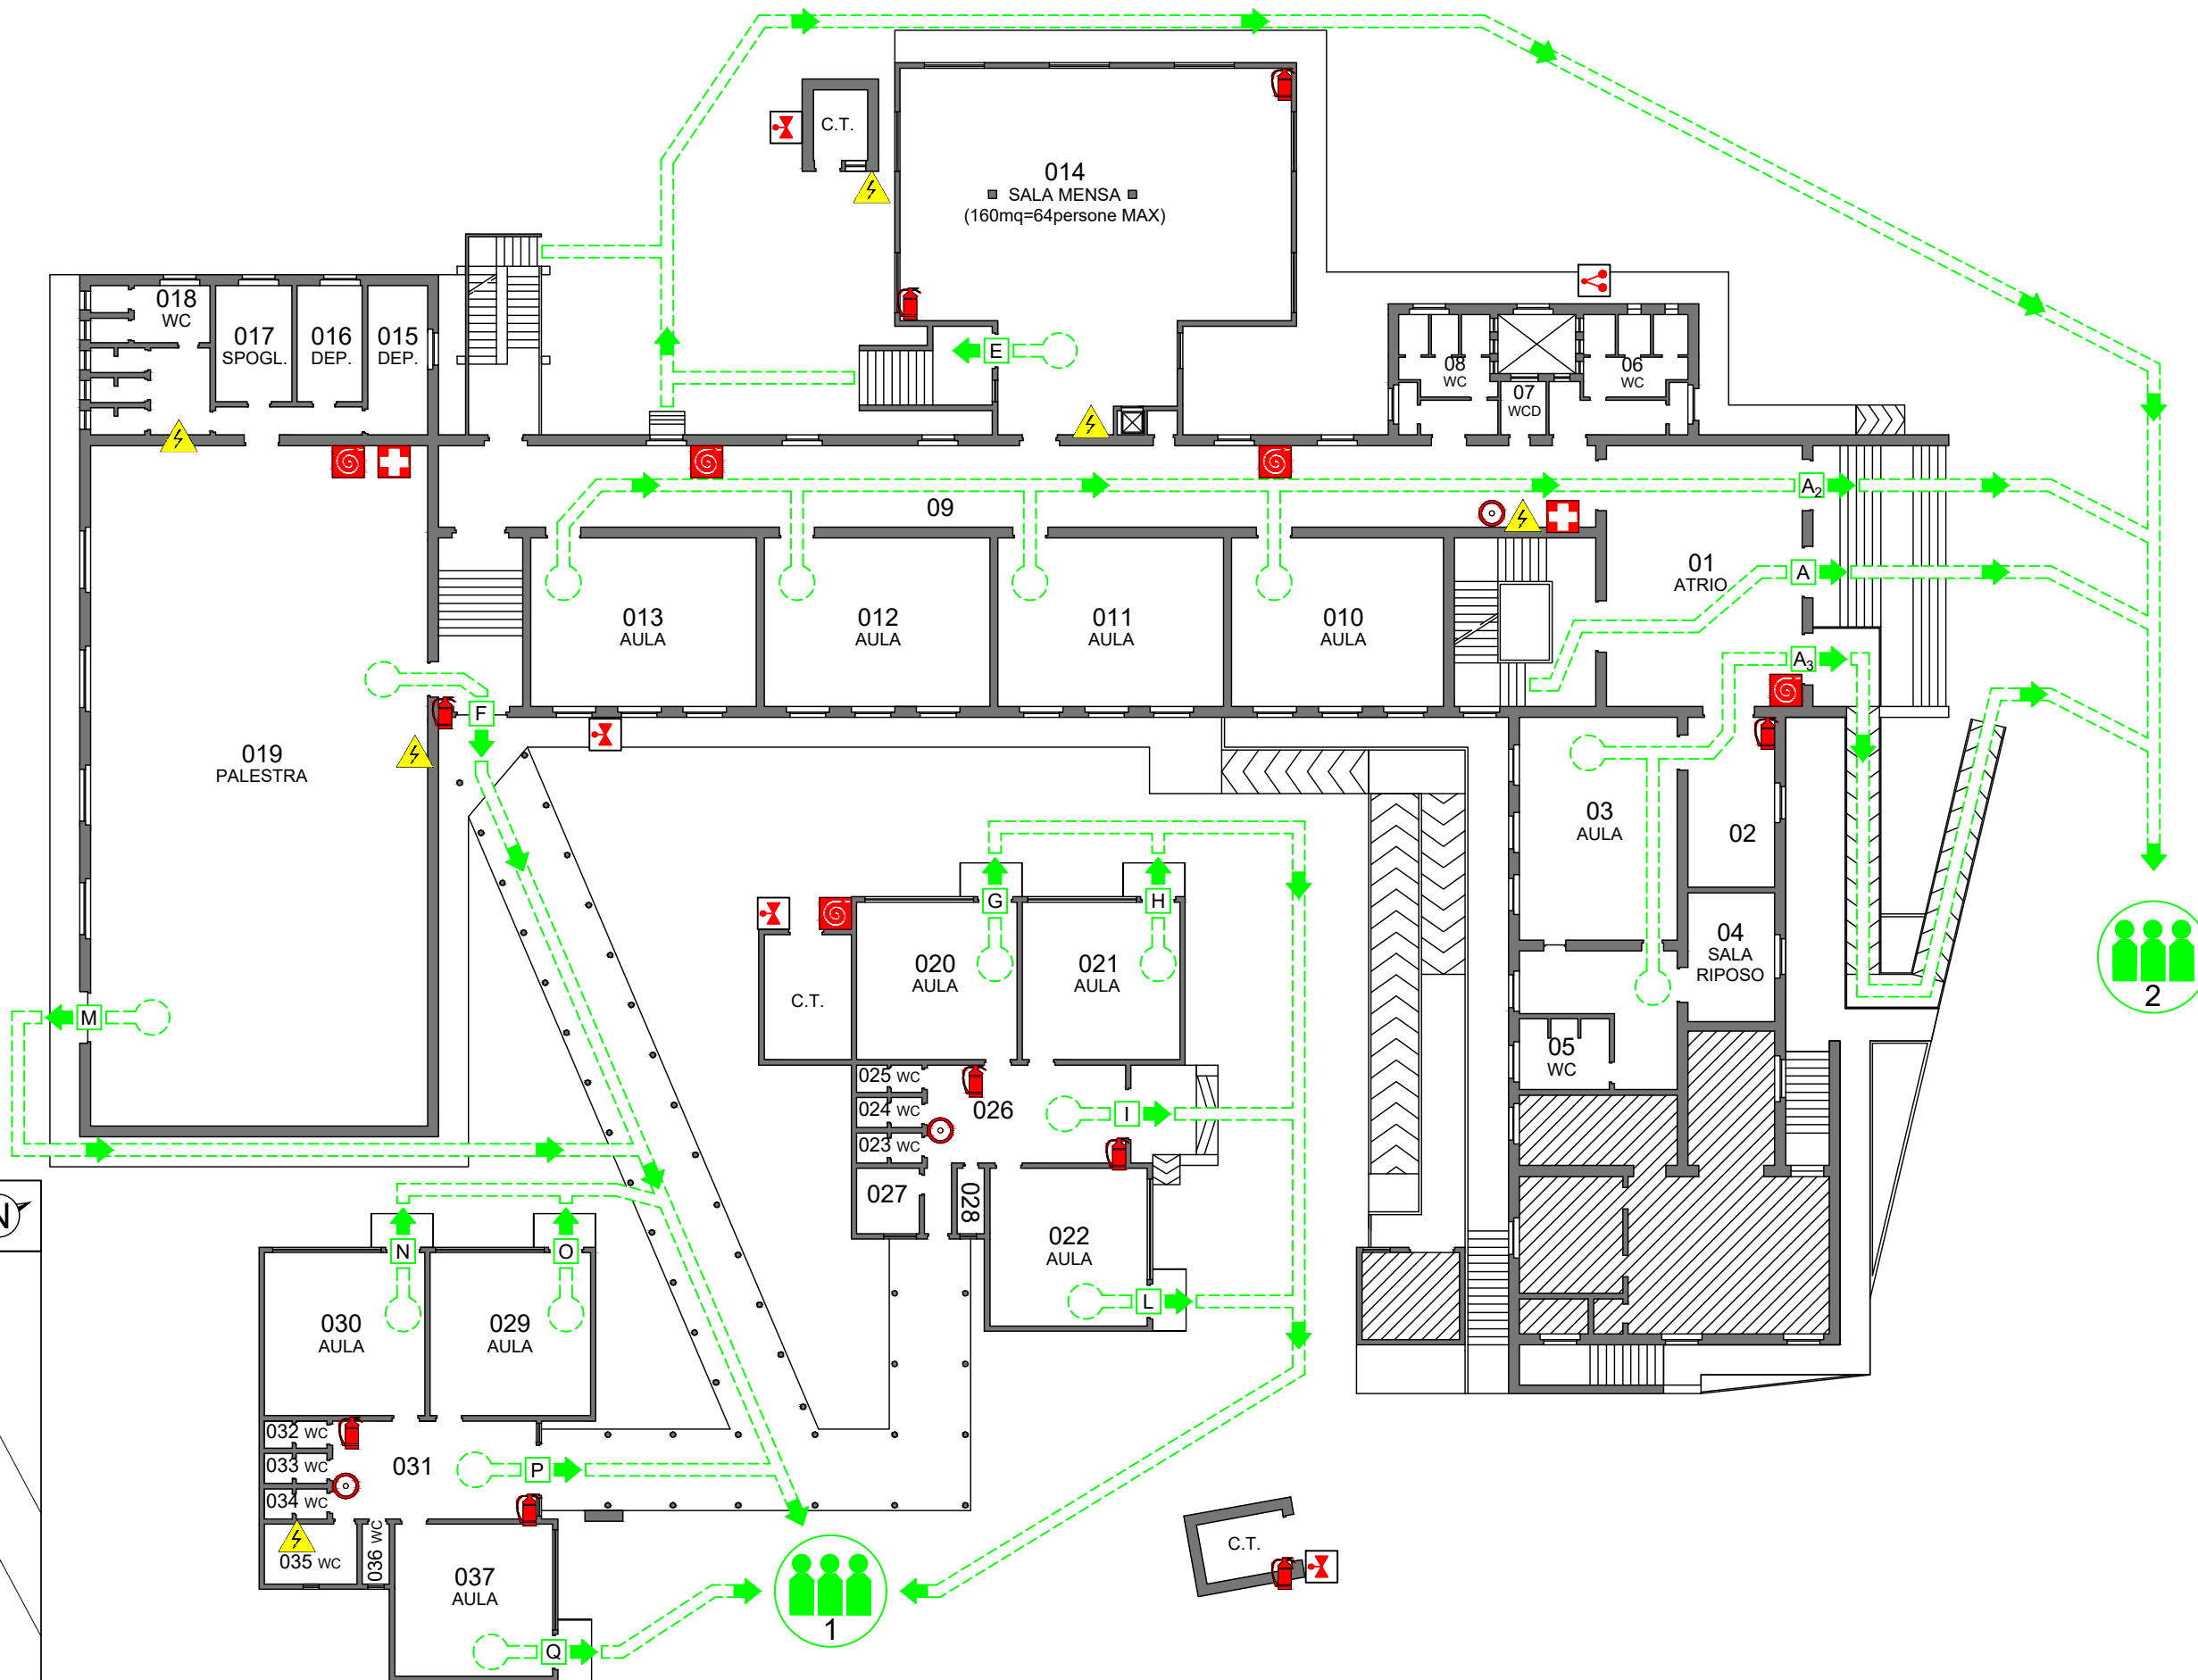 C.T.
014
SALA MENSA
(160mq=64persone MAX)
018
WC
017
SPOGL.
016
DEP.
015
DEP.
E
08
WC
07
WCD
06
WC
A2
09
01
ATRIO
A
013
AULA
012
AULA
011
AULA
010
AULA
A3
F
019
PALESTRA
03
AULA
02
G
H
020
AULA
021
AULA
04
SALA
RIPOSO
C.T.
2
M
05
WC
025 WC
024 WC
023 WC
026
I
027
028
022
AULA
L
N
N
O
030
AULA
029
AULA
032 WC
033 WC
034 WC
031
P
035 WC
036 WC
037
AULA
C.T.
1
Q